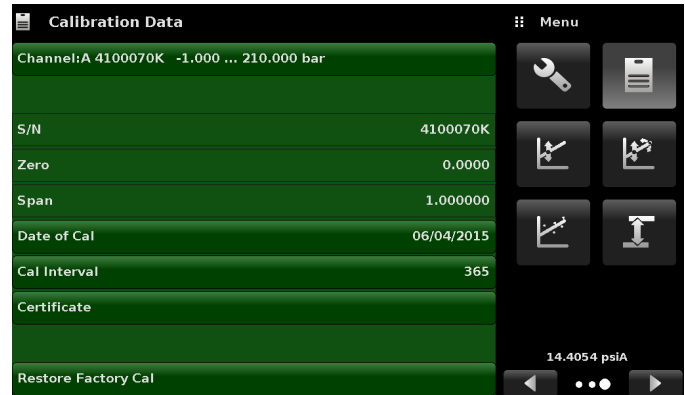 Calibration Data
Menu
Channel:A 4100070K -1.000 ... 210.000 bar
S/N 4100070K
Zero 0.0000
Span 1.000000
Date of Cal 06/04/2015
Cal Interval 365
Certificate
Restore Factory Cal
14.4054 psiA